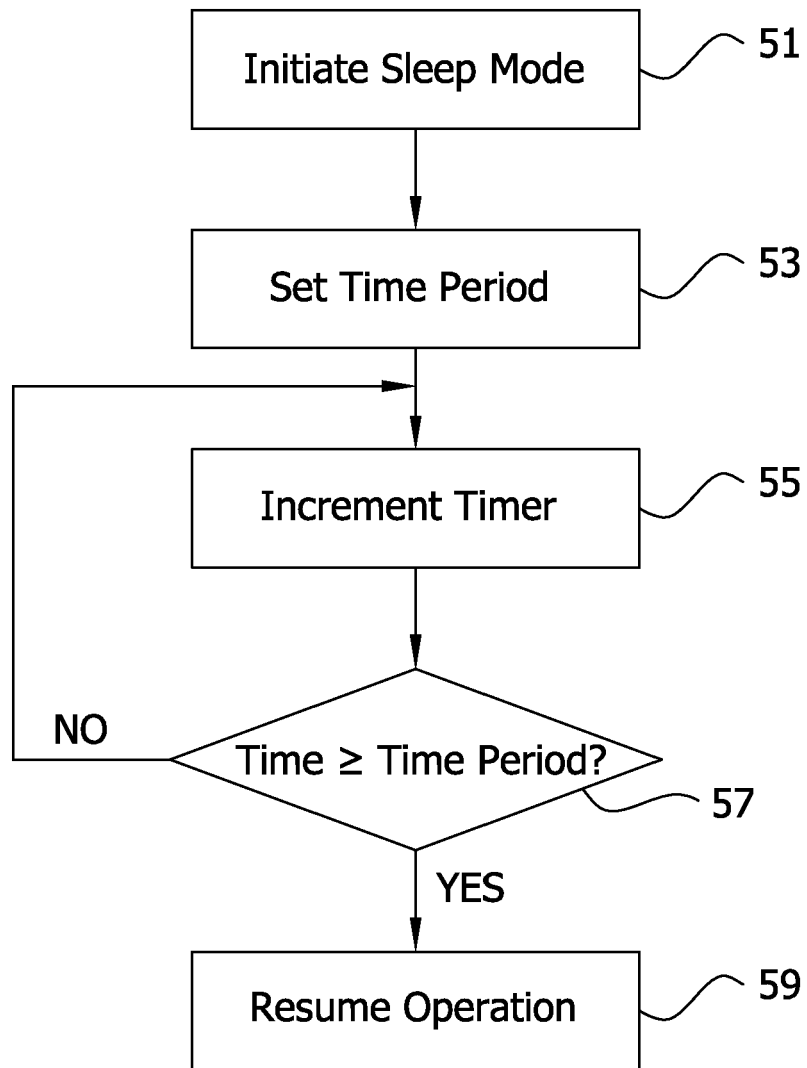 Initiate Sleep Mode
51
Set Time Period
53
Increment Timer
55
NO
Time ≥ Time Period?
57
YES
Resume Operation
59